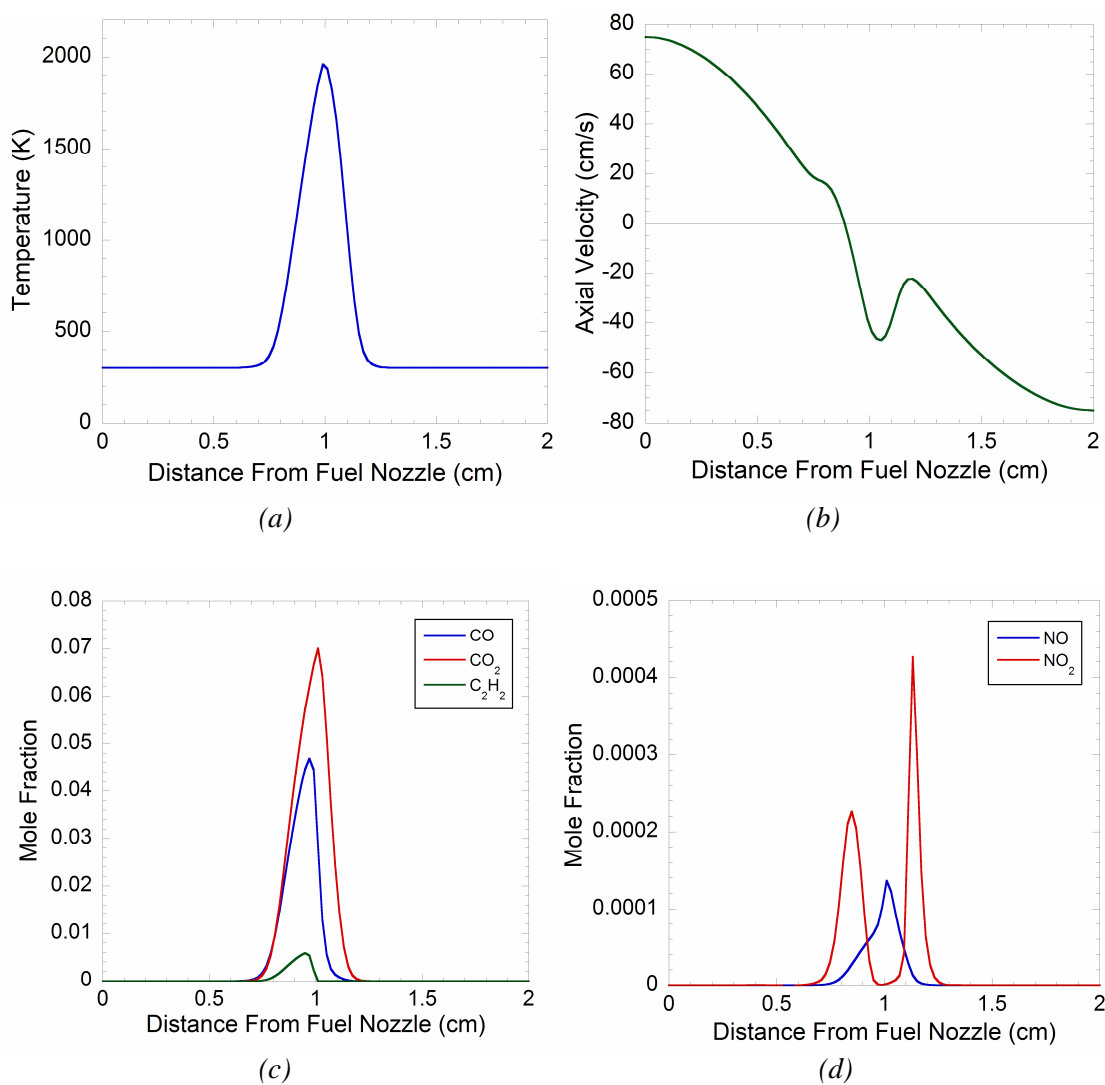 2000
1500
1000
500
0
Temperature (K)
0 0.5 1 1.5 2
Distance From Fuel Nozzle (cm)
(a)
80
60
40
20
0
-20
-40
-60
-80
Axial Velocity (cm/s)
0 0.5 1 1.5 2
Distance From Fuel Nozzle (cm)
(b)
0.08
0.07
0.06
0.05
0.04
0.03
0.02
0.01
0
Mole Fraction
CO
CO2
C2H2
0 0.5 1 1.5 2
Distance From Fuel Nozzle (cm)
(c)
0.0005
0.0004
0.0003
0.0002
0.0001
0
Mole Fraction
NO
NO2
0 0.5 1 1.5 2
Distance From Fuel Nozzle (cm)
(d)